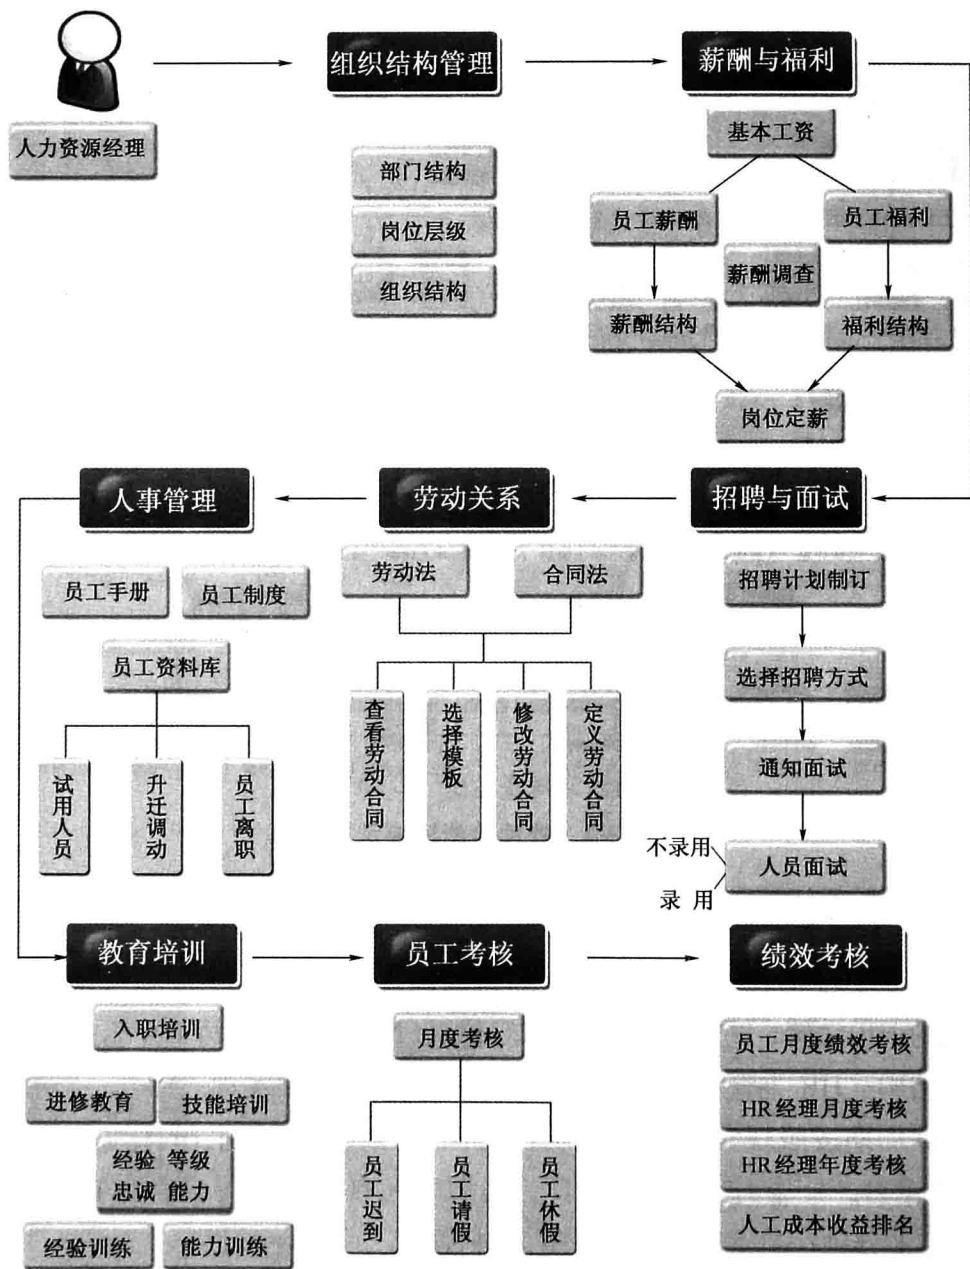 组织结构管理
薪酬与福利
人力资源经理
部门结构
岗位层级
组织结构
基本工资
员工薪酬
员工福利
薪酬调查
薪酬结构
福利结构
岗位定薪
人事管理
劳动关系
招聘与面试
员工手册
员工制度
员工资料库
试用人员
升迁调动
员工离职
劳动法
合同法
查看劳动合同
选择模板
修改劳动合同
定义劳动合同
招聘计划制订
选择招聘方式
通知面试
人员面试
不录用
录 用
教育培训
员工考核
绩效考核
入职培训
进修教育
技能培训
经验 等级
忠诚 能力
经验训练
能力训练
月度考核
员工迟到
员工请假
员工休假
员工月度绩效考核
HR经理月度考核
HR经理年度考核
人工成本收益排名